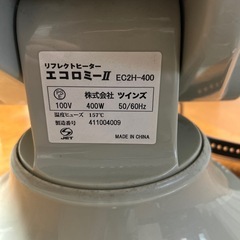 リフレクトヒーター
エコロミーⅡ EC2H-400
株式会社 ツインズ
100V 400W 50/60Hz
温度ヒューズ 157℃
製造番号 411004009
JET
MADE IN CHINA